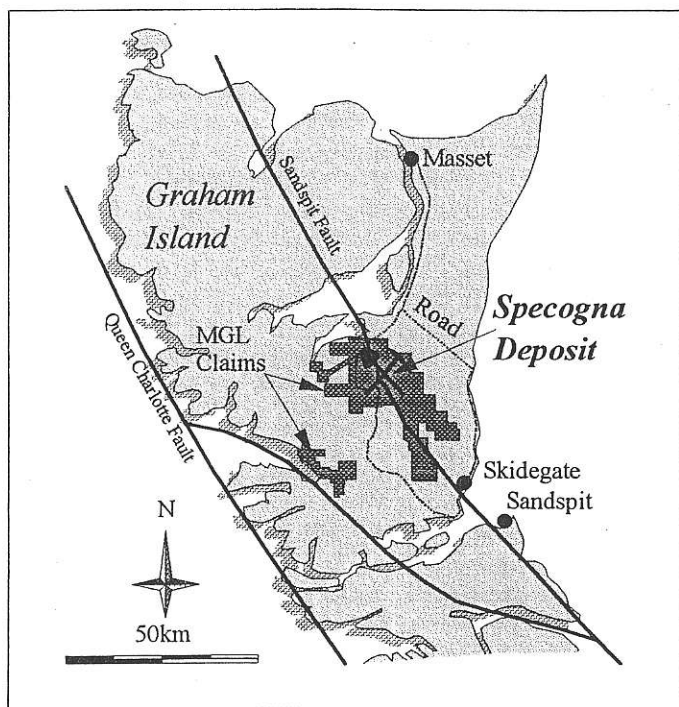 Masset
Graham
Island
Sandspit Fault
Road
Specogna
Deposit
MGL
Claims
Queen Charlotte Fault
Skidegate
Sandspit
N
50km